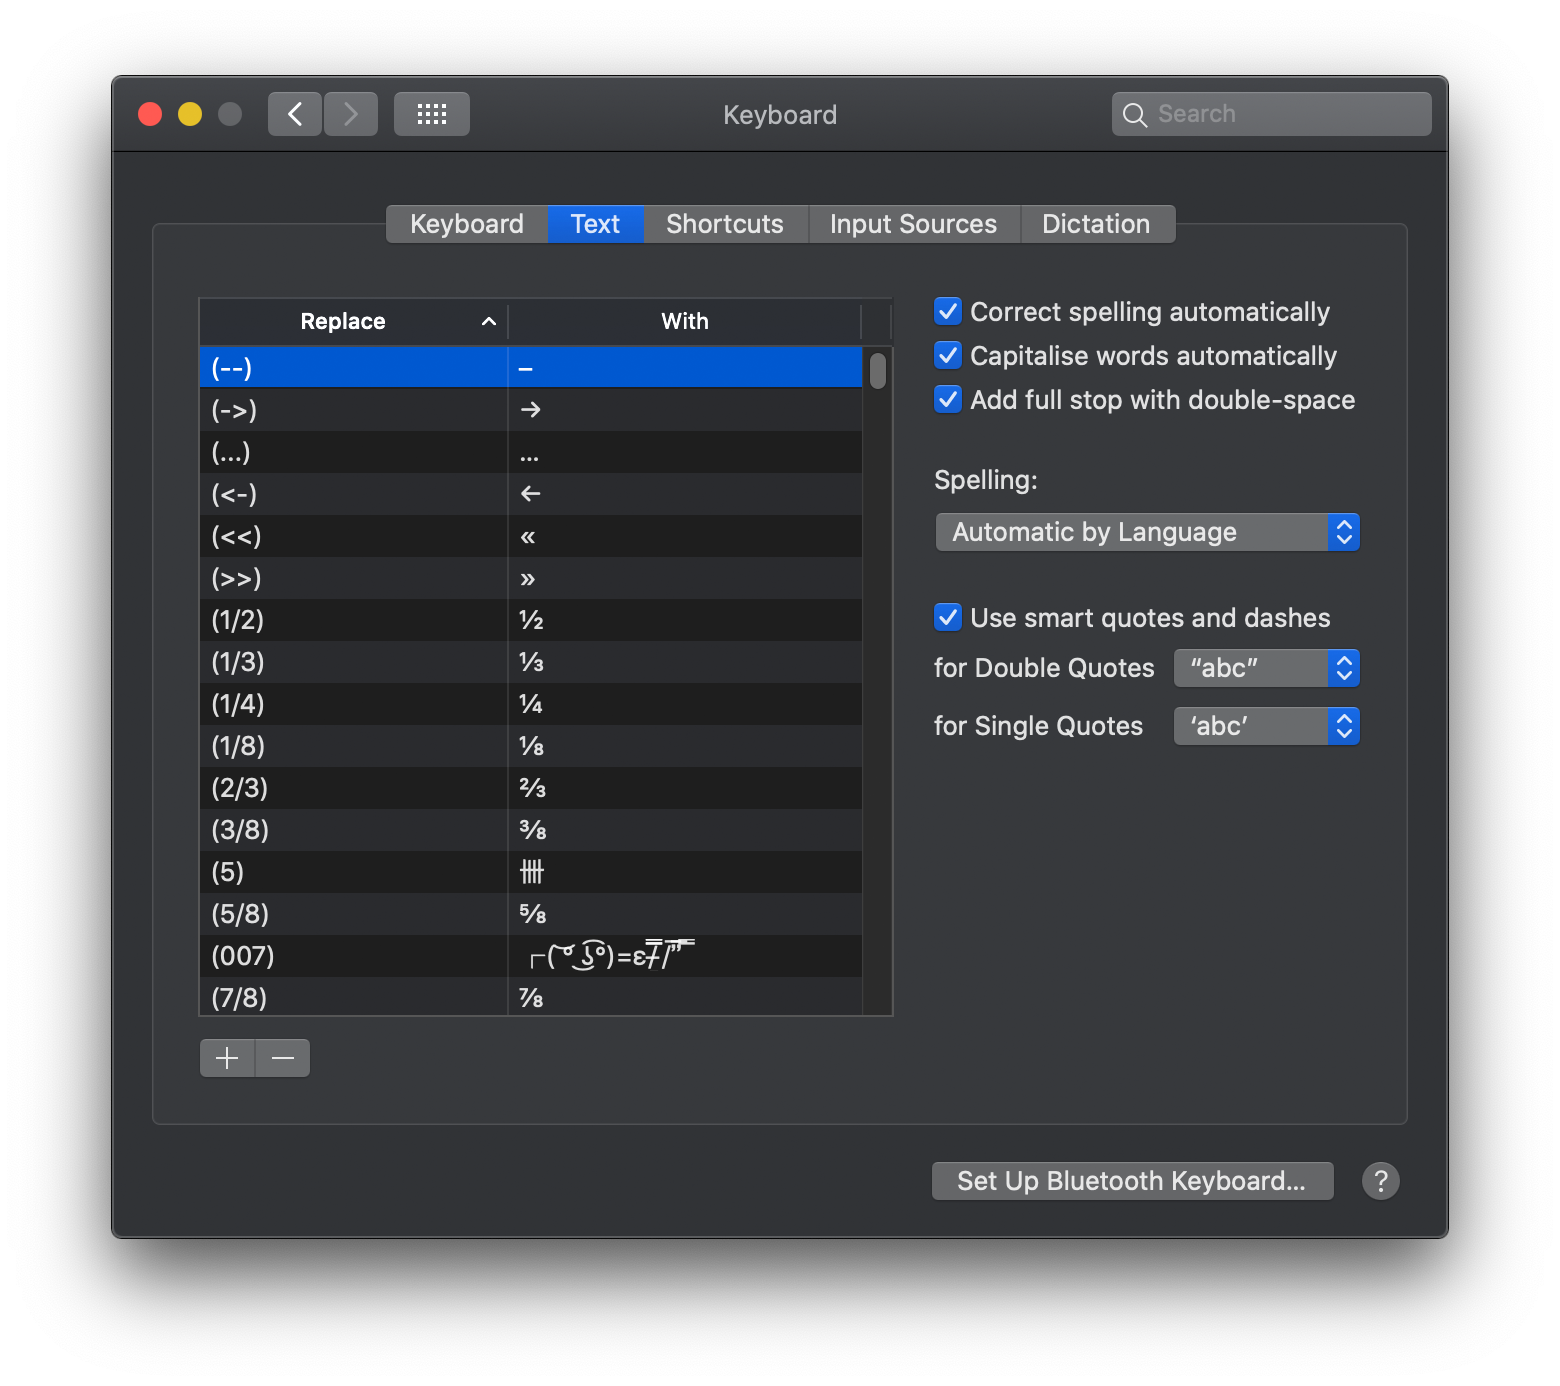 Keyboard
Search
Keyboard Text Shortcuts Input Sources Dictation
Replace With
(--) –
(->) →
(...) …
(<-) ←
(<<) «
(>>) »
(1/2) ½
(1/3) ⅓
(1/4) ¼
(1/8) ⅛
(2/3) ⅔
(3/8) ⅜
(5) 卌
(5/8) ⅝
(007)
(7/8) ⅞
Correct spelling automatically
Capitalise words automatically
Add full stop with double-space
Spelling:
Automatic by Language
Use smart quotes and dashes
for Double Quotes “abc”
for Single Quotes ‘abc’
Set Up Bluetooth Keyboard...
?